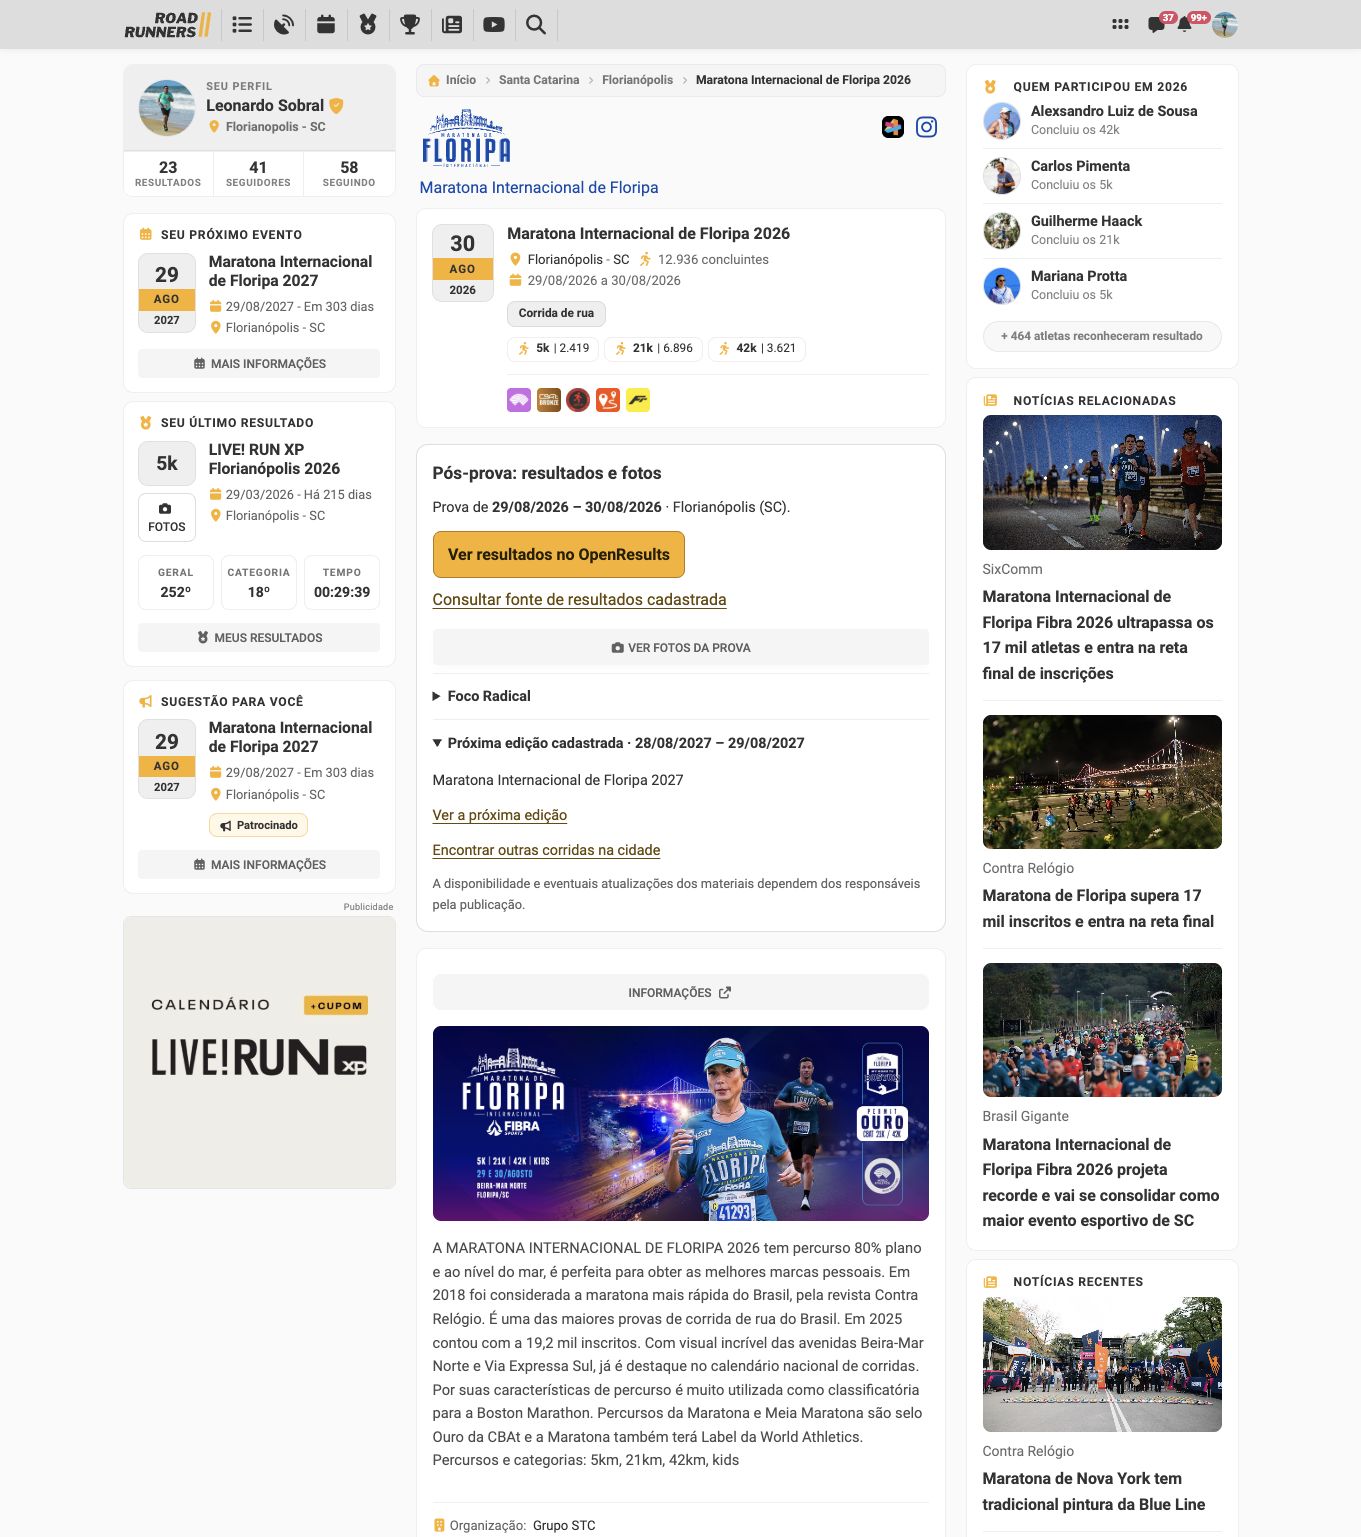 ROAD
RUNNERS
37
99+
SEU PERFIL
Leonardo Sobral
Florianopolis - SC
23
RESULTADOS
41
SEGUIDORES
58
SEGUINDO
SEU PRÓXIMO EVENTO
29
AGO
2027
Maratona Internacional
de Floripa 2027
29/08/2027 - Em 303 dias
Florianópolis - SC
MAIS INFORMAÇÕES
SEU ÚLTIMO RESULTADO
5k
FOTOS
LIVE! RUN XP
Florianópolis 2026
29/03/2026 - Há 215 dias
Florianópolis - SC
GERAL
252º
CATEGORIA
18º
TEMPO
00:29:39
MEUS RESULTADOS
SUGESTÃO PARA VOCÊ
29
AGO
2027
Maratona Internacional
de Floripa 2027
29/08/2027 - Em 303 dias
Florianópolis - SC
Patrocinado
MAIS INFORMAÇÕES
Publicidade
CALENDÁRIO
+CUPOM
LIVE!RUN
XP
Início > Santa Catarina > Florianópolis > Maratona Internacional de Floripa 2026
MARATONA DE
FLORIPA
INTERNACIONAL
Maratona Internacional de Floripa
30
AGO
2026
Maratona Internacional de Floripa 2026
Florianópolis - SC 12.936 concluintes
29/08/2026 a 30/08/2026
Corrida de rua
5k | 2.419
21k | 6.896
42k | 3.621
CBAt
BRONZE
Pós-prova: resultados e fotos
Prova de 29/08/2026 – 30/08/2026 · Florianópolis (SC).
Ver resultados no OpenResults
Consultar fonte de resultados cadastrada
VER FOTOS DA PROVA
Foco Radical
Próxima edição cadastrada · 28/08/2027 – 29/08/2027
Maratona Internacional de Floripa 2027
Ver a próxima edição
Encontrar outras corridas na cidade
A disponibilidade e eventuais atualizações dos materiais dependem dos responsáveis
pela publicação.
INFORMAÇÕES
MARATONA DE
FLORIPA
INTERNACIONAL
FIBRA
SPORTS
5K | 21K | 42K | KIDS
29 E 30/AGOSTO
BEIRA-MAR NORTE
FLORIPA/SC
FLORIPA
FIBRA
41293
FLORIPA
BOSTON
PERMIT
OURO
CBAT 21K / 42K
A MARATONA INTERNACIONAL DE FLORIPA 2026 tem percurso 80% plano
e ao nível do mar, é perfeita para obter as melhores marcas pessoais. Em
2018 foi considerada a maratona mais rápida do Brasil, pela revista Contra
Relógio. É uma das maiores provas de corrida de rua do Brasil. Em 2025
contou com a 19,2 mil inscritos. Com visual incrível das avenidas Beira-Mar
Norte e Via Expressa Sul, já é destaque no calendário nacional de corridas.
Por suas características de percurso é muito utilizada como classificatória
para a Boston Marathon. Percursos da Maratona e Meia Maratona são selo
Ouro da CBAt e a Maratona também terá Label da World Athletics.
Percursos e categorias: 5km, 21km, 42km, kids
Organização: Grupo STC
QUEM PARTICIPOU EM 2026
Alexsandro Luiz de Sousa
Concluiu os 42k
Carlos Pimenta
Concluiu os 5k
Guilherme Haack
Concluiu os 21k
Mariana Protta
Concluiu os 5k
+ 464 atletas reconheceram resultado
NOTÍCIAS RELACIONADAS
SixComm
Maratona Internacional de
Floripa Fibra 2026 ultrapassa os
17 mil atletas e entra na reta
final de inscrições
Contra Relógio
Maratona de Floripa supera 17
mil inscritos e entra na reta final
Brasil Gigante
Maratona Internacional de
Floripa Fibra 2026 projeta
recorde e vai se consolidar como
maior evento esportivo de SC
NOTÍCIAS RECENTES
Contra Relógio
Maratona de Nova York tem
tradicional pintura da Blue Line